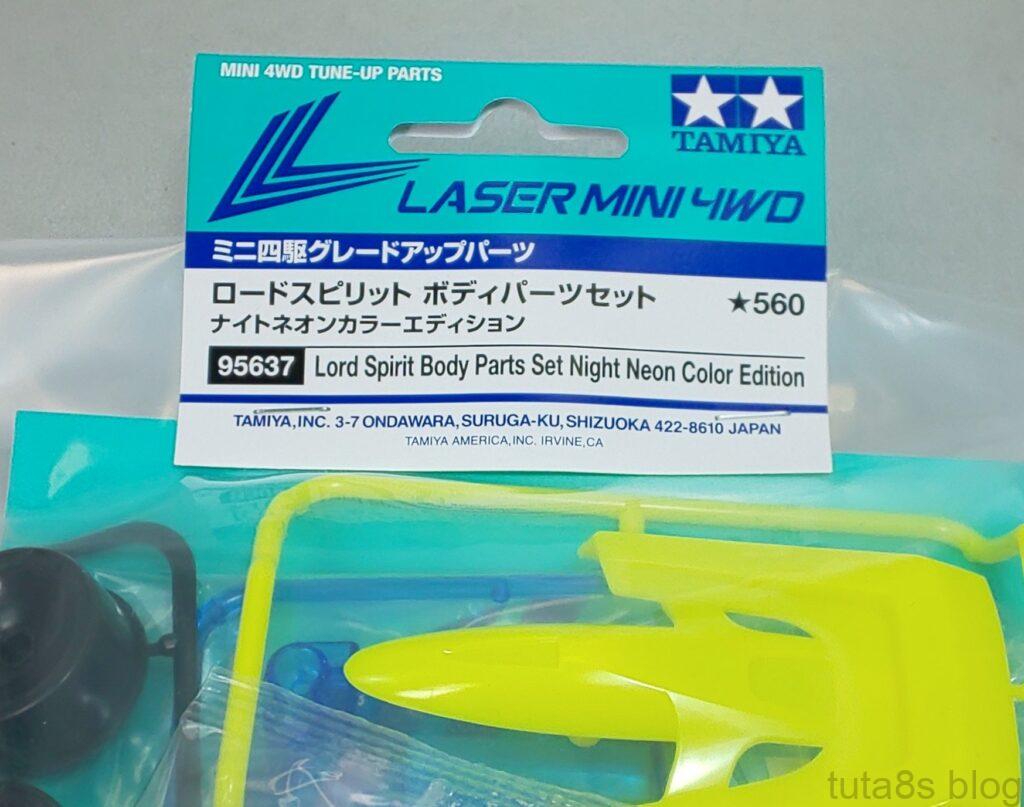 MINI 4WD TUNE-UP PARTS
TAMIYA
LASER MINI 4WD
ミニ四駆グレードアップパーツ
ロードスピリット ボディパーツセット ★560
ナイトネオンカラーエディション
95637 Lord Spirit Body Parts Set Night Neon Color Edition
TAMIYA,INC. 3-7 ONDAWARA, SURUGA-KU, SHIZUOKA 422-8610 JAPAN
TAMIYA AMERICA,INC. IRVINE,CA
tuta8s blog